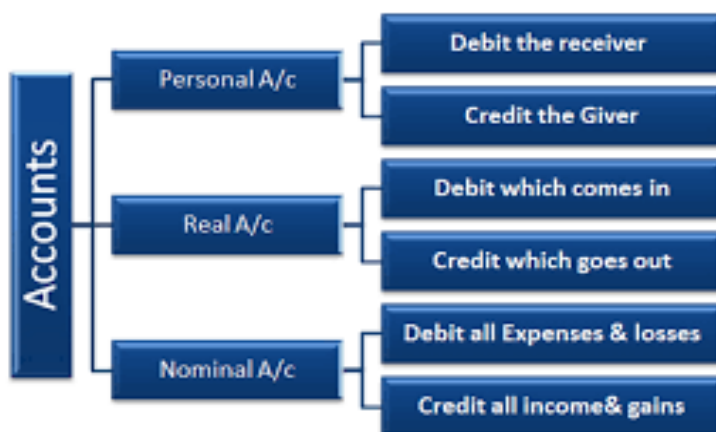 Accounts
Personal A/c
Debit the receiver
Credit the Giver
Real A/c
Debit which comes in
Credit which goes out
Nominal A/c
Debit all Expenses & losses
Credit all income& gains